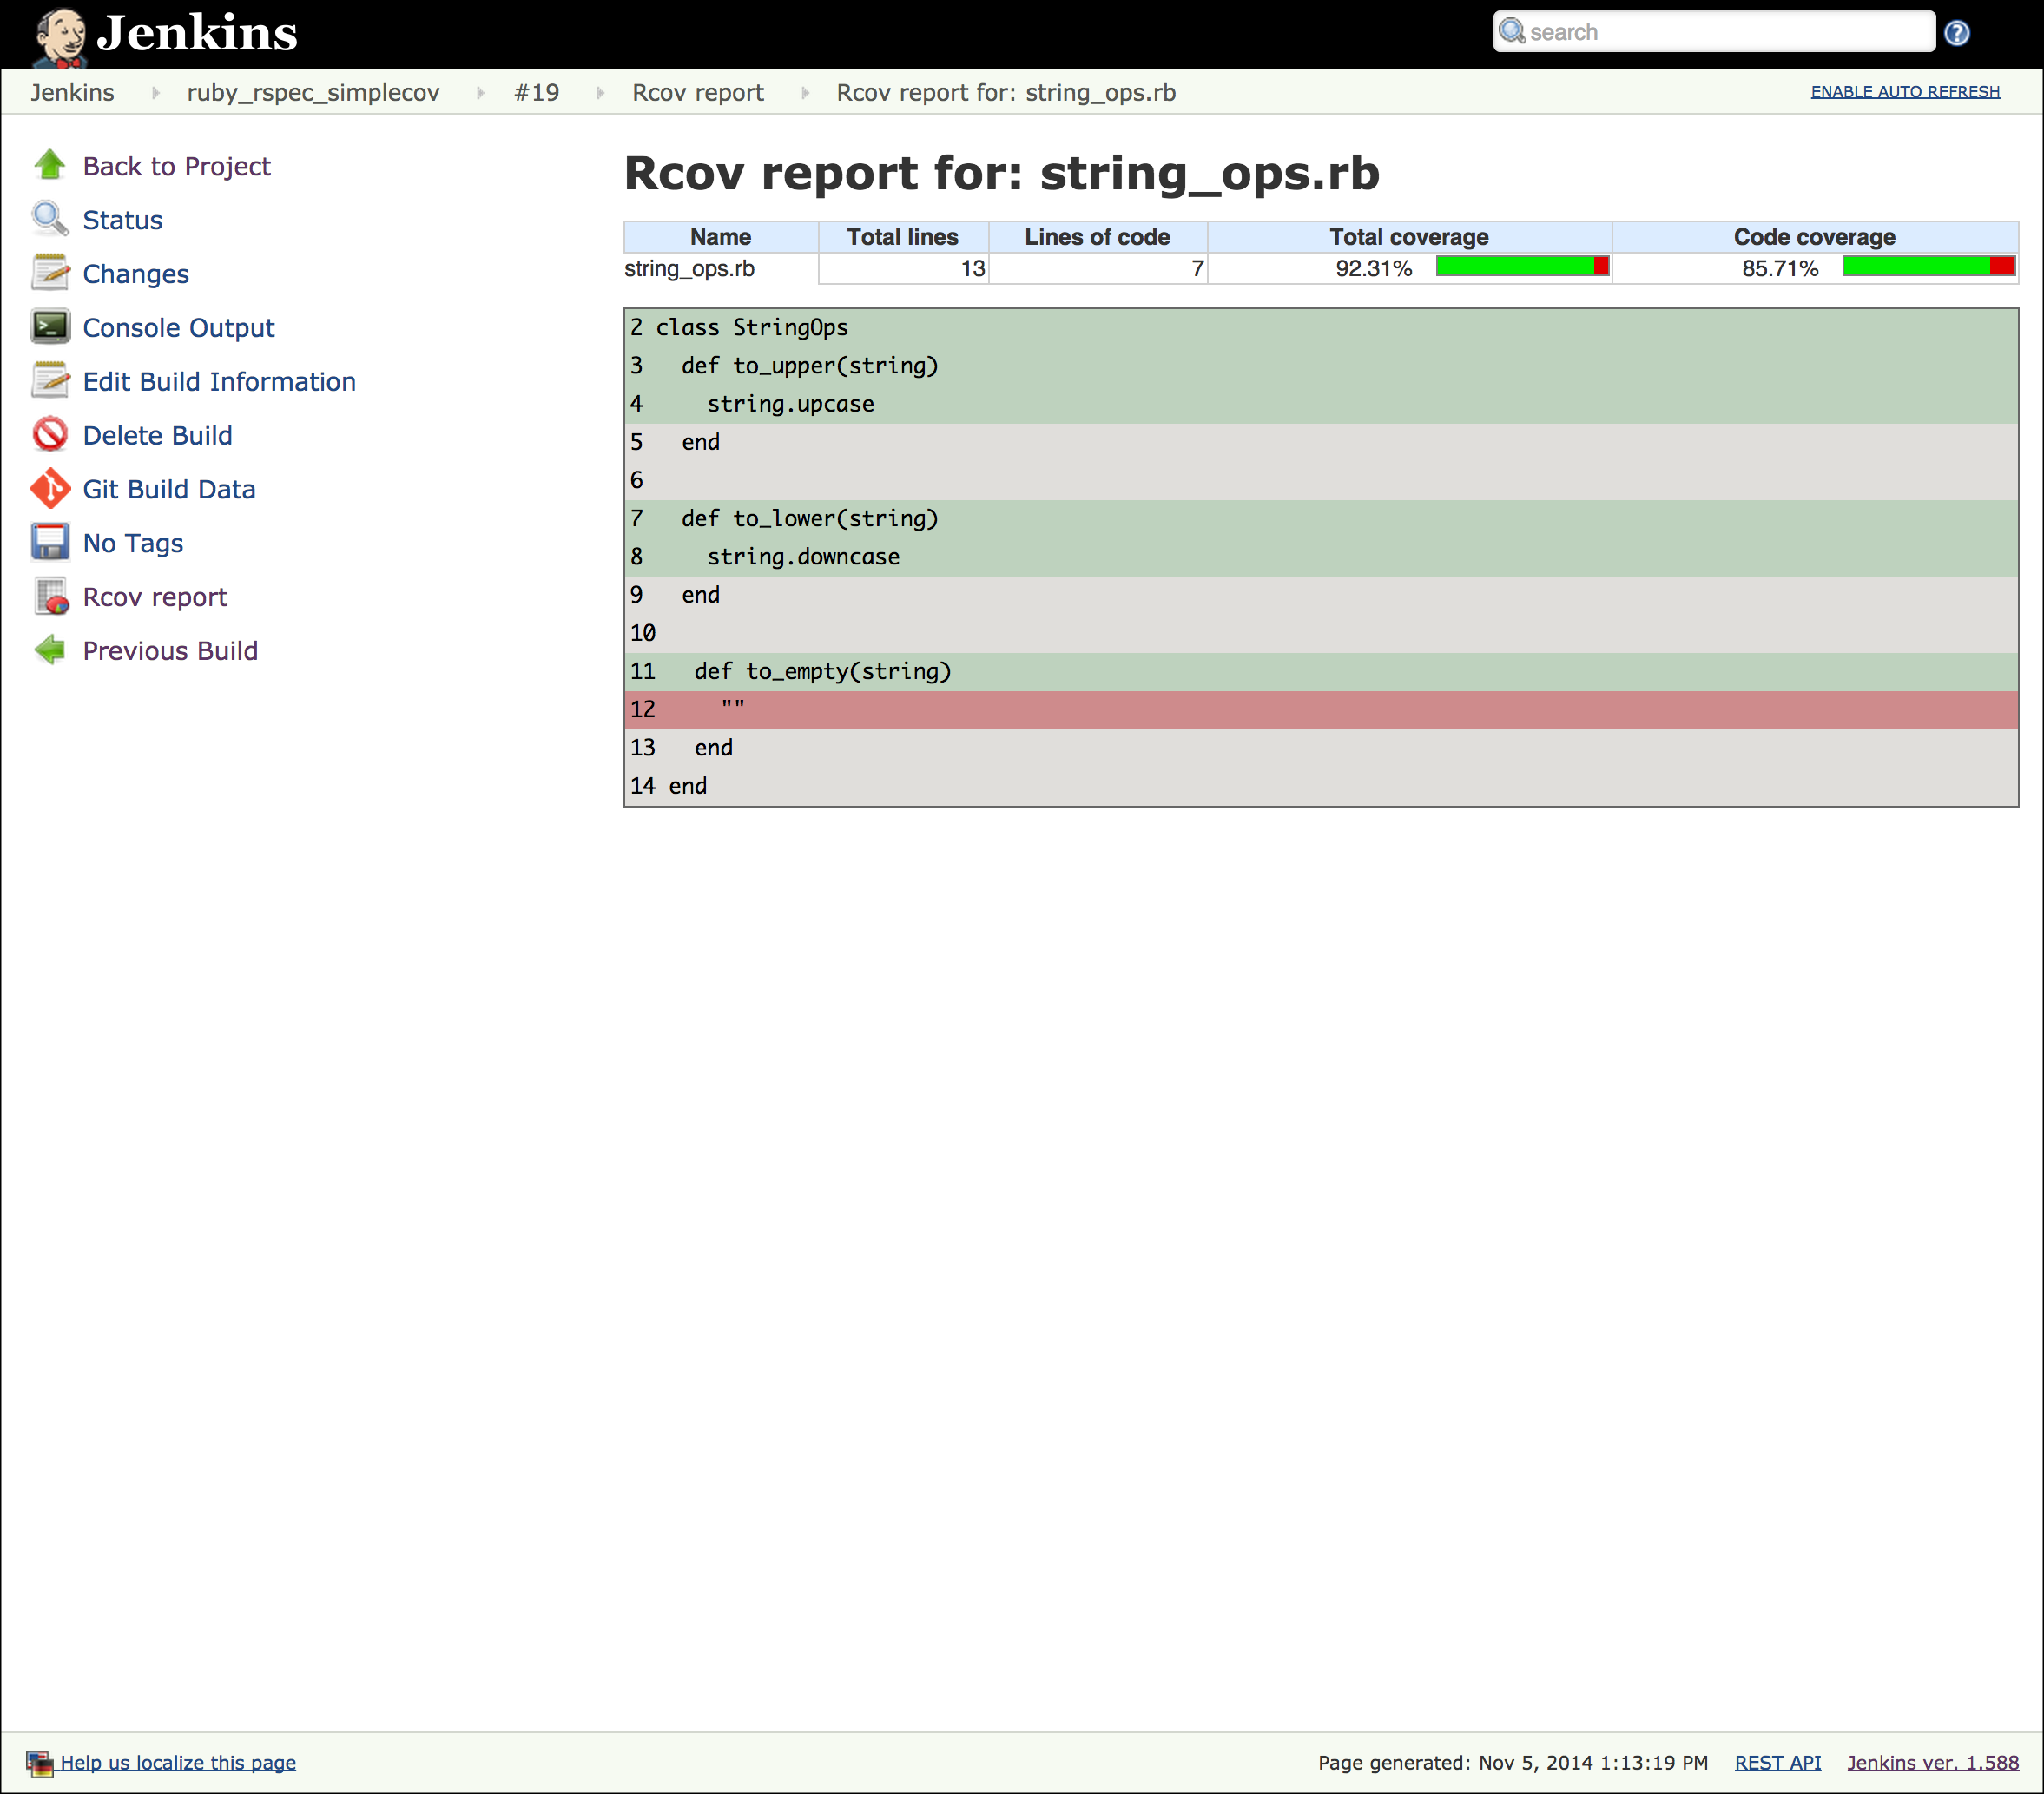 Jenkins
search
Jenkins ruby_rspec_simplecov #19 Rcov report Rcov report for: string_ops.rb ENABLE AUTO REFRESH
Back to Project
Status
Changes
Console Output
Edit Build Information
Delete Build
Git Build Data
No Tags
Rcov report
Previous Build
Rcov report for: string_ops.rb
Name Total lines Lines of code Total coverage Code coverage
string_ops.rb 13 7 92.31% 85.71%
2 class StringOps
3   def to_upper(string)
4     string.upcase
5   end
6
7   def to_lower(string)
8     string.downcase
9   end
10
11   def to_empty(string)
12     ""
13   end
14 end
Help us localize this page Page generated: Nov 5, 2014 1:13:19 PM REST API Jenkins ver. 1.588